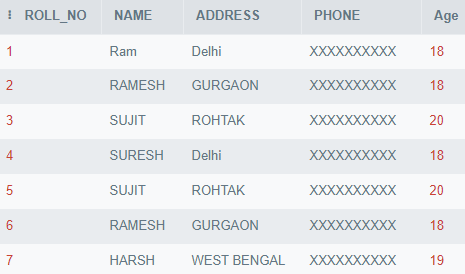 ⠇ ROLL_NO NAME ADDRESS PHONE Age
1 Ram Delhi XXXXXXXXXX 18
2 RAMESH GURGAON XXXXXXXXXX 18
3 SUJIT ROHTAK XXXXXXXXXX 20
4 SURESH Delhi XXXXXXXXXX 18
5 SUJIT ROHTAK XXXXXXXXXX 20
6 RAMESH GURGAON XXXXXXXXXX 18
7 HARSH WEST BENGAL XXXXXXXXXX 19